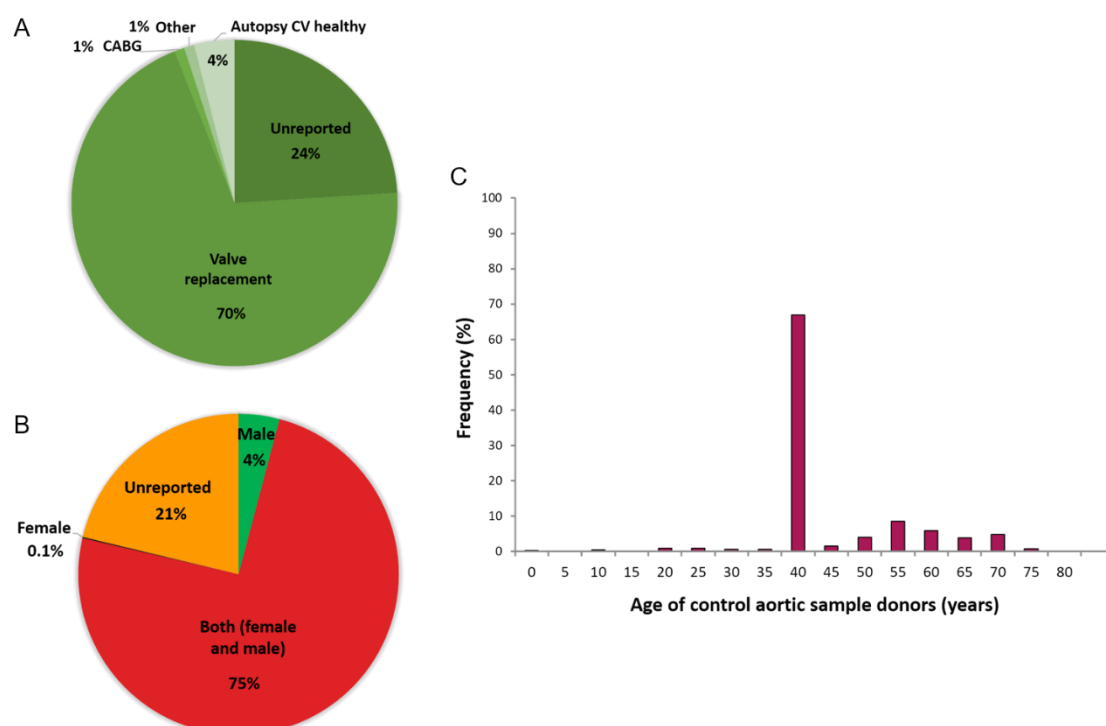 A
1% Other
Autopsy CV healthy
1% CABG
4%
Unreported
24%
Valve
replacement
70%
B
Male
4%
Unreported
21%
Female
0.1%
Both (female
and male)
75%
C
Frequency (%)
100
90
80
70
60
50
40
30
20
10
0
0 5 10 15 20 25 30 35 40 45 50 55 60 65 70 75 80
Age of control aortic sample donors (years)